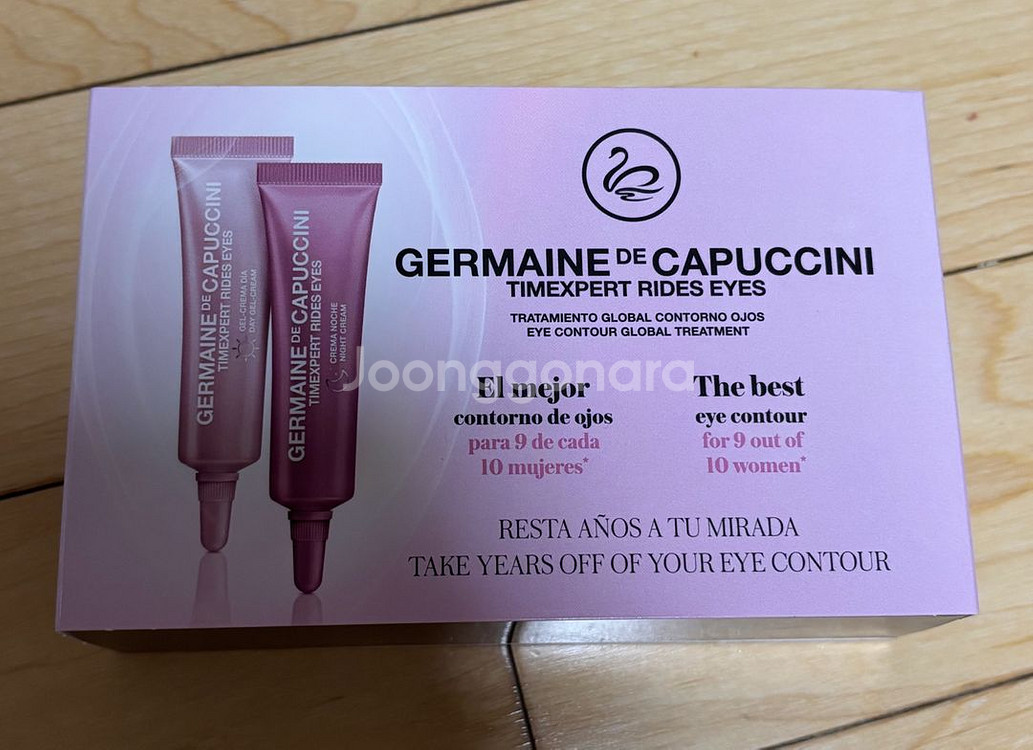 GERMAINE DE CAPUCCINI
TIMEXPERT RIDES EYES
GEL-CREMA DÍA
DAY GEL-CREAM
GERMAINE DE CAPUCCINI
TIMEXPERT RIDES EYES
CREMA NOCHE
NIGHT CREAM
GERMAINE DE CAPUCCINI
TIMEXPERT RIDES EYES
TRATAMIENTO GLOBAL CONTORNO OJOS
EYE CONTOUR GLOBAL TREATMENT
Joonggonara
El mejor
contorno de ojos
para 9 de cada
10 mujeres*
The best
eye contour
for 9 out of
10 women*
RESTA AÑOS A TU MIRADA
TAKE YEARS OFF OF YOUR EYE CONTOUR